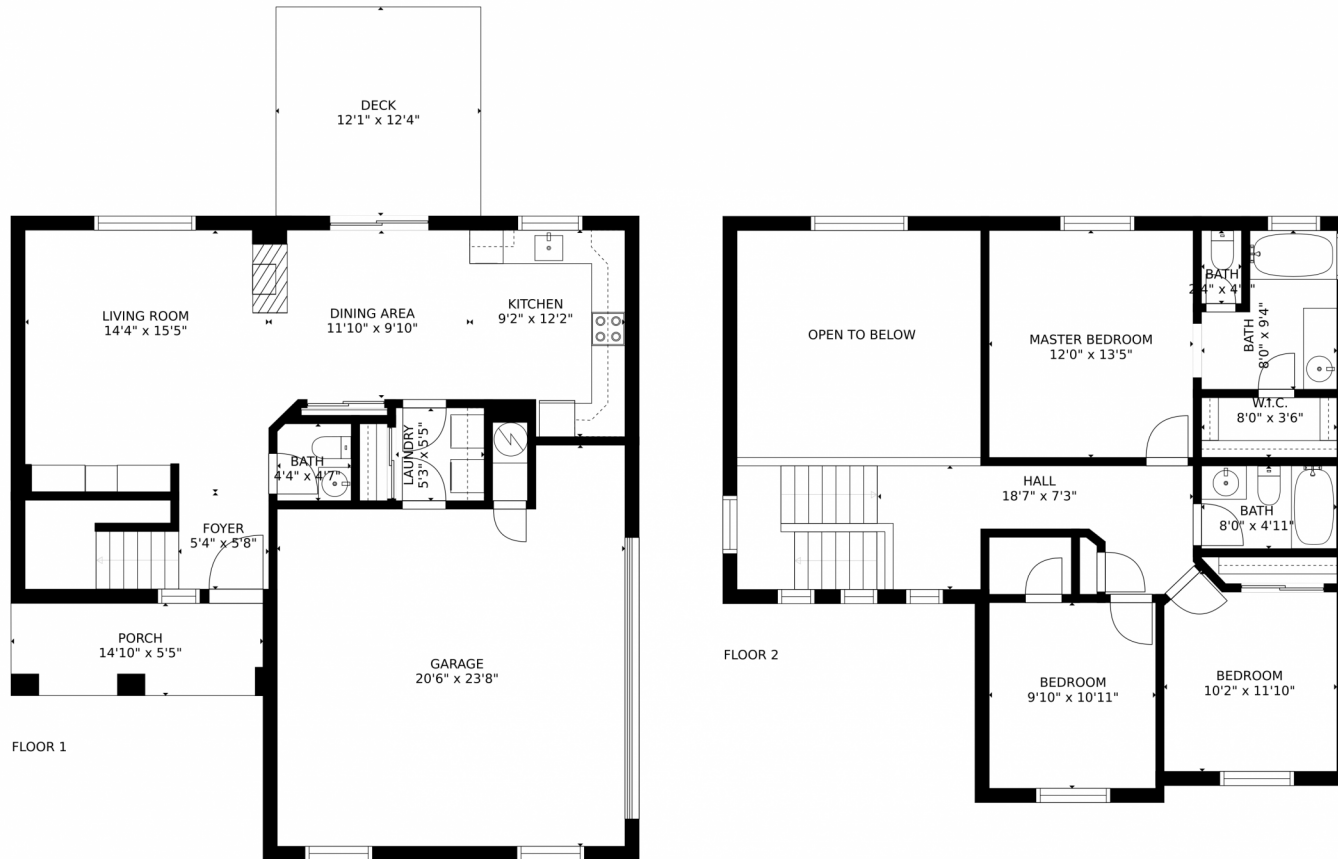 DECK
12'1" x 12'4"
LIVING ROOM
14'4" x 15'5"
DINING AREA
11'10" x 9'10"
KITCHEN
9'2" x 12'2"
BATH
4'4" x 4'7"
LAUNDRY
5'3" x 5'5"
FOYER
5'4" x 5'8"
PORCH
14'10" x 5'5"
GARAGE
20'6" x 23'8"
FLOOR 1
OPEN TO BELOW
MASTER BEDROOM
12'0" x 13'5"
BATH
BATH
8'0" x 9'4"
W.I.C.
8'0" x 3'6"
HALL
18'7" x 7'3"
BATH
8'0" x 4'11"
BEDROOM
9'10" x 10'11"
BEDROOM
10'2" x 11'10"
FLOOR 2